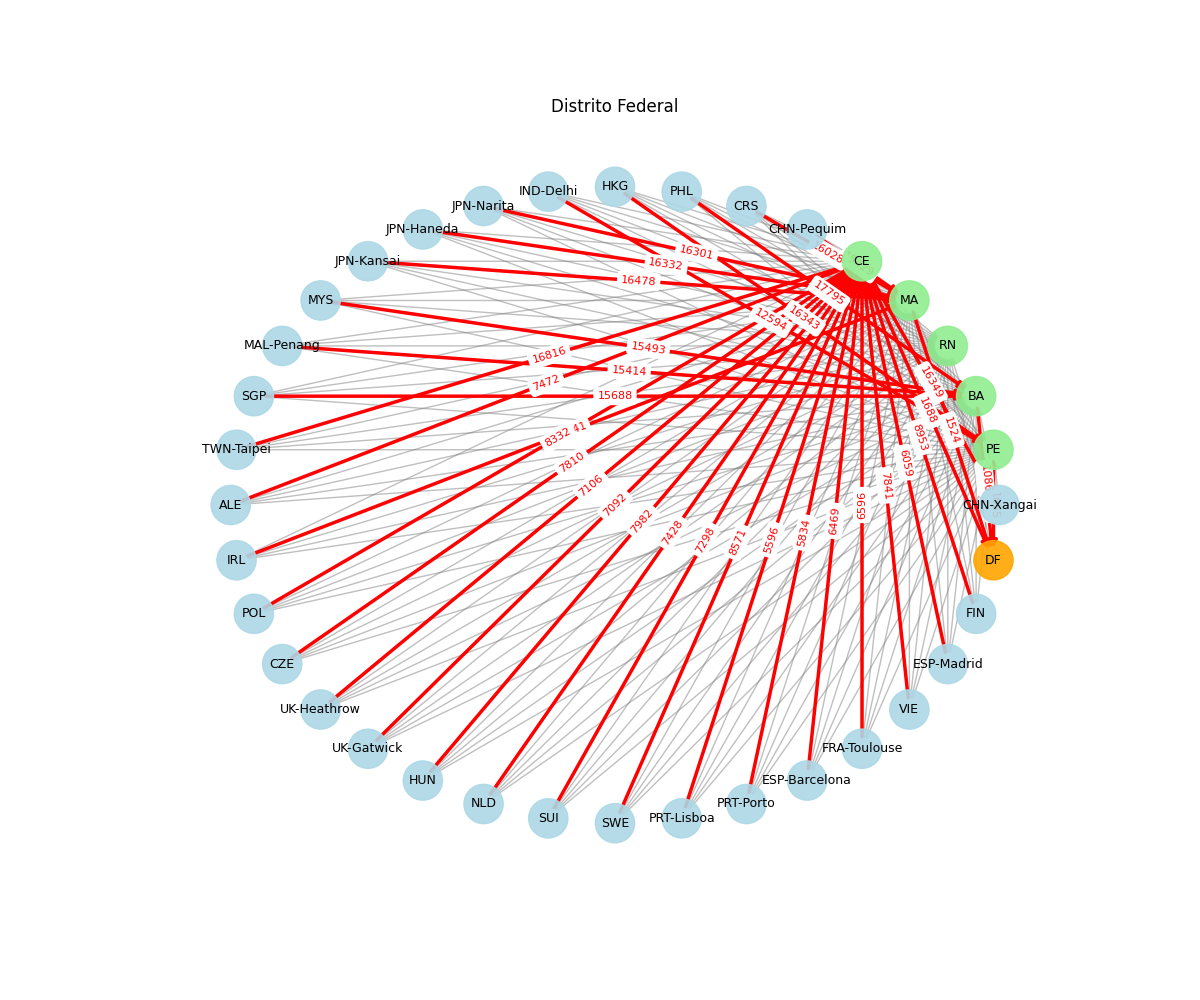 Distrito Federal
HKG
IND-Delhi
PHL
JPN-Narita
CRS
JPN-Haneda
CHN-Pequim
16301
JPN-Kansai
CE
16332
16478
17795
MYS
MA
12594
16343
MAL-Penang
15493
RN
16816
15414
16349
7472
SGP
15688
BA
1688
TWN-Taipei
8332
41
8953
1524
PE
7810
6059
7106
7841
ALE
7092
6596
CHN-Xangai
7982
6469
7428
5834
7298
5596
8571
IRL
DF
POL
FIN
CZE
ESP-Madrid
UK-Heathrow
VIE
UK-Gatwick
FRA-Toulouse
HUN
ESP-Barcelona
NLD
PRT-Porto
SUI
PRT-Lisboa
SWE